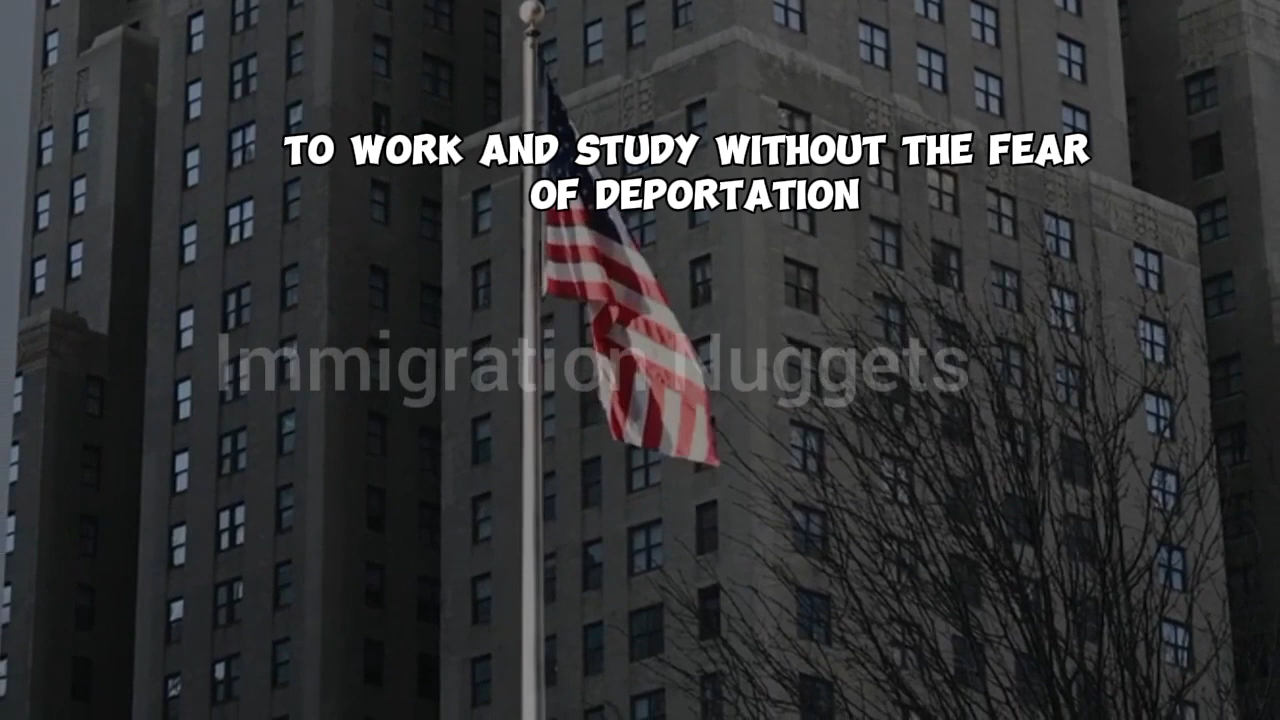 TO WORK AND STUDY WITHOUT THE FEAR
OF DEPORTATION
Immigration Nuggets